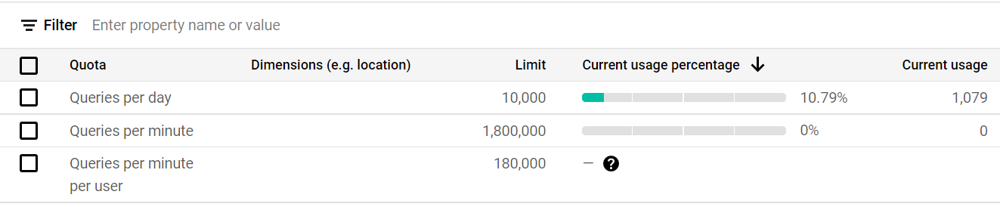 Filter Enter property name or value
Quota Dimensions (e.g. location) Limit Current usage percentage Current usage
Queries per day 10,000 10.79% 1,079
Queries per minute 1,800,000 0% 0
Queries per minute 180,000 — ?
per user